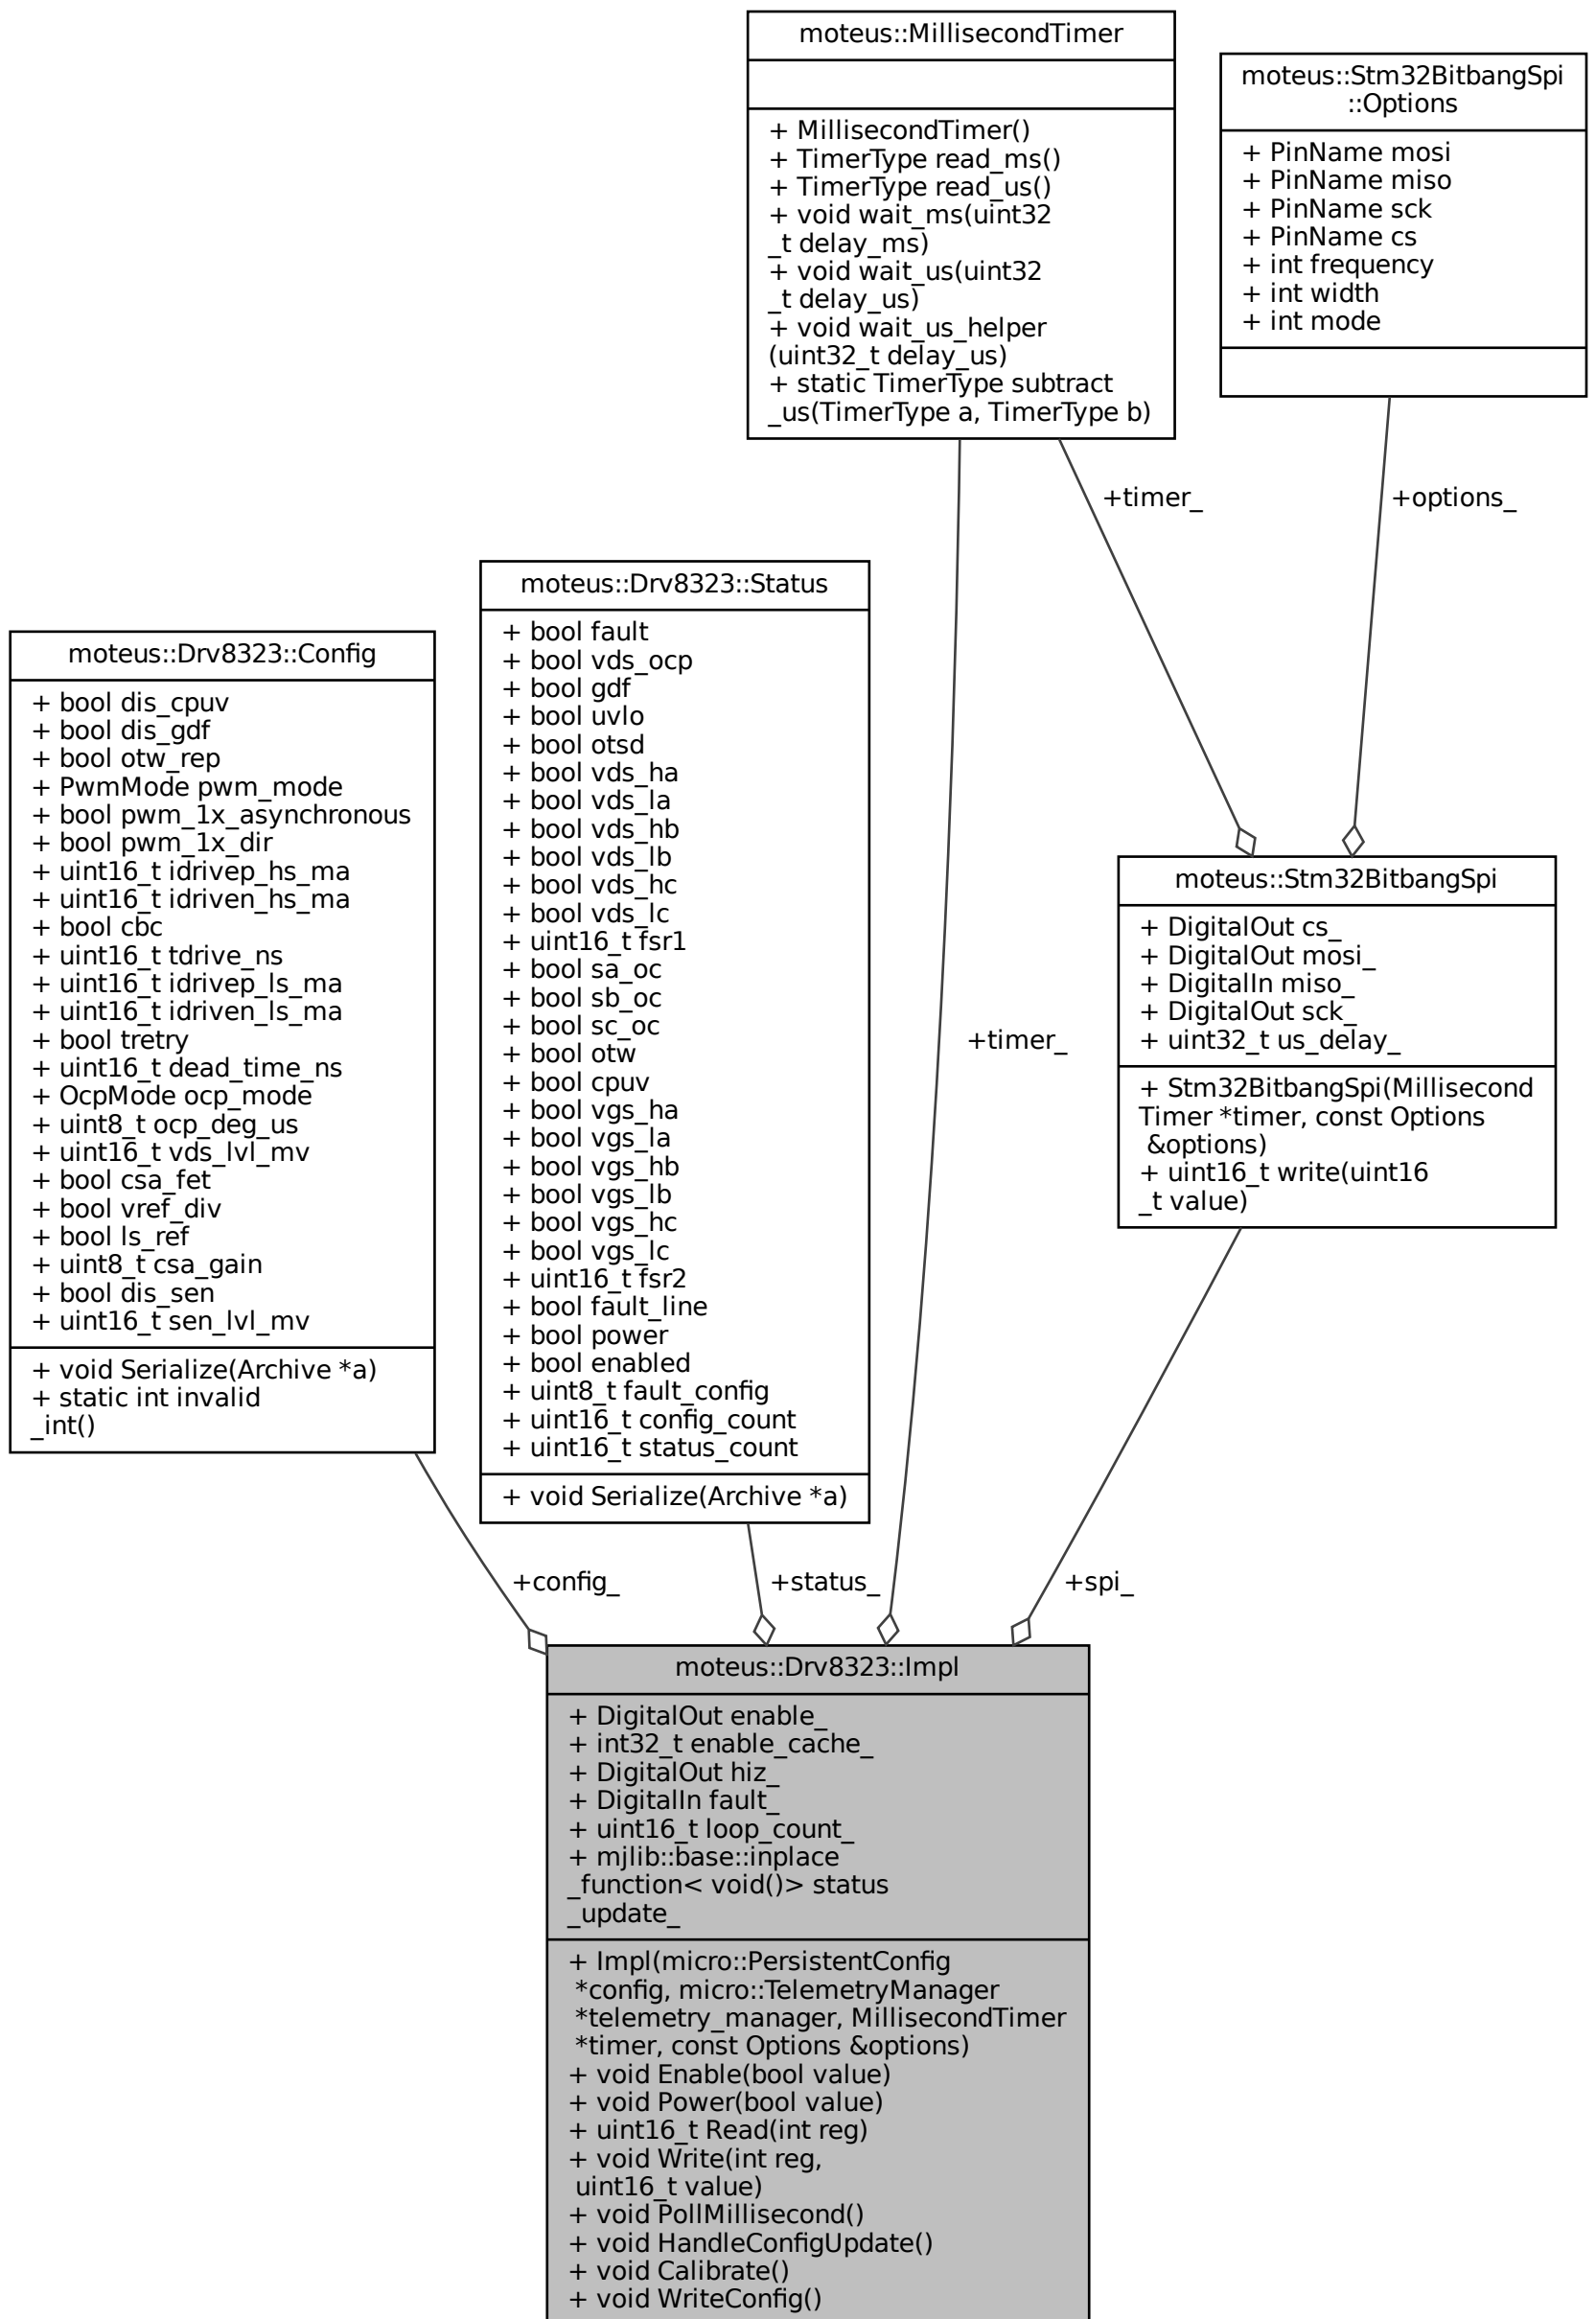 moteus::MillisecondTimer
+ MillisecondTimer()
+ TimerType read_ms()
+ TimerType read_us()
+ void wait_ms(uint32
_t delay_ms)
+ void wait_us(uint32
_t delay_us)
+ void wait_us_helper
(uint32_t delay_us)
+ static TimerType subtract
_us(TimerType a, TimerType b)
moteus::Stm32BitbangSpi
::Options
+ PinName mosi
+ PinName miso
+ PinName sck
+ PinName cs
+ int frequency
+ int width
+ int mode
+timer_
+options_
moteus::Drv8323::Config
+ bool dis_cpuv
+ bool dis_gdf
+ bool otw_rep
+ PwmMode pwm_mode
+ bool pwm_1x_asynchronous
+ bool pwm_1x_dir
+ uint16_t idrivep_hs_ma
+ uint16_t idriven_hs_ma
+ bool cbc
+ uint16_t tdrive_ns
+ uint16_t idrivep_ls_ma
+ uint16_t idriven_ls_ma
+ bool tretry
+ uint16_t dead_time_ns
+ OcpMode ocp_mode
+ uint8_t ocp_deg_us
+ uint16_t vds_lvl_mv
+ bool csa_fet
+ bool vref_div
+ bool ls_ref
+ uint8_t csa_gain
+ bool dis_sen
+ uint16_t sen_lvl_mv
+ void Serialize(Archive *a)
+ static int invalid
_int()
moteus::Drv8323::Status
+ bool fault
+ bool vds_ocp
+ bool gdf
+ bool uvlo
+ bool otsd
+ bool vds_ha
+ bool vds_la
+ bool vds_hb
+ bool vds_lb
+ bool vds_hc
+ bool vds_lc
+ uint16_t fsr1
+ bool sa_oc
+ bool sb_oc
+ bool sc_oc
+ bool otw
+ bool cpuv
+ bool vgs_ha
+ bool vgs_la
+ bool vgs_hb
+ bool vgs_lb
+ bool vgs_hc
+ bool vgs_lc
+ uint16_t fsr2
+ bool fault_line
+ bool power
+ bool enabled
+ uint8_t fault_config
+ uint16_t config_count
+ uint16_t status_count
+ void Serialize(Archive *a)
+timer_
moteus::Stm32BitbangSpi
+ DigitalOut cs_
+ DigitalOut mosi_
+ DigitalIn miso_
+ DigitalOut sck_
+ uint32_t us_delay_
+ Stm32BitbangSpi(Millisecond
Timer *timer, const Options
 &options)
+ uint16_t write(uint16
_t value)
+config_
+status_
+spi_
moteus::Drv8323::Impl
+ DigitalOut enable_
+ int32_t enable_cache_
+ DigitalOut hiz_
+ DigitalIn fault_
+ uint16_t loop_count_
+ mjlib::base::inplace
_function< void()> status
_update_
+ Impl(micro::PersistentConfig
 *config, micro::TelemetryManager
 *telemetry_manager, MillisecondTimer
 *timer, const Options &options)
+ void Enable(bool value)
+ void Power(bool value)
+ uint16_t Read(int reg)
+ void Write(int reg,
 uint16_t value)
+ void PollMillisecond()
+ void HandleConfigUpdate()
+ void Calibrate()
+ void WriteConfig()